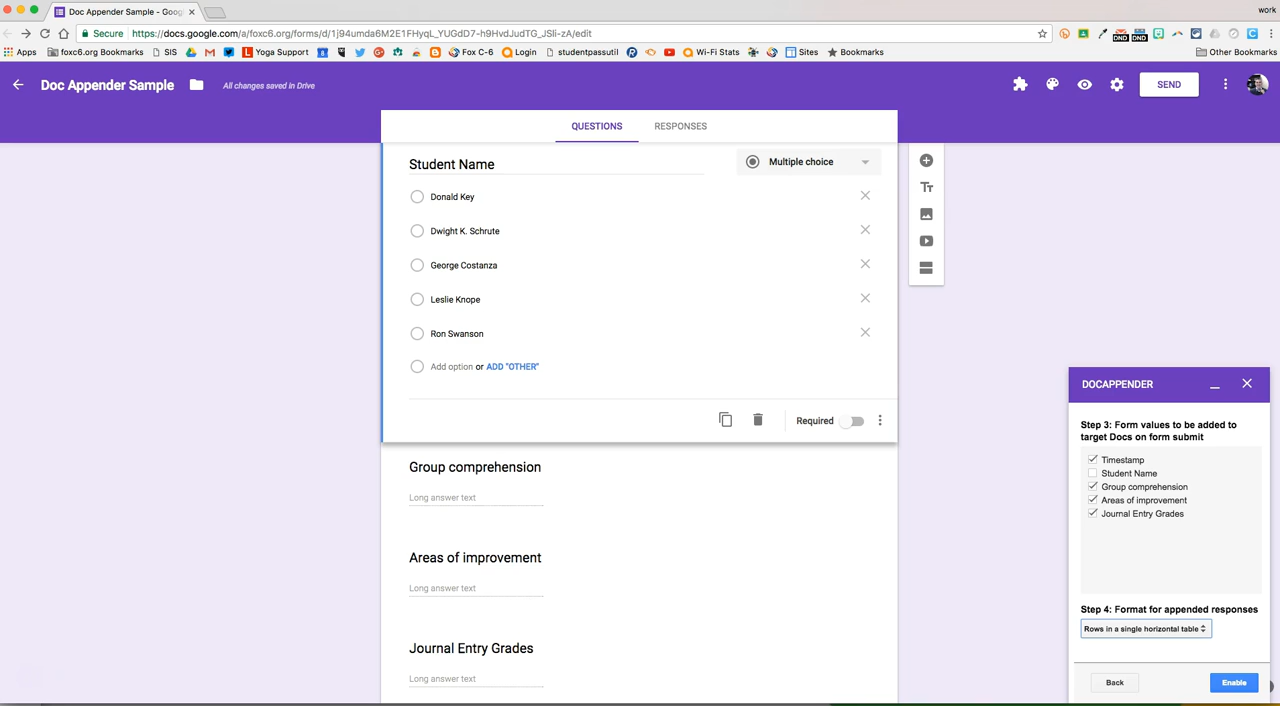 Doc Appender Sample - Goog
work
Secure
https://docs.google.com/a/foxc6.org/forms/d/1j94umda6M2E1FHyqL_YUGdD7-h9HvdJudTG_JSli-zA/edit
Apps foxc6.org Bookmarks SIS Yoga Support Fox C-6 Login studentpassutil Wi-Fi Stats Sites Bookmarks Other Bookmarks
Doc Appender Sample
All changes saved in Drive
SEND
QUESTIONS RESPONSES
Student Name
Multiple choice
Donald Key
Dwight K. Schrute
George Costanza
Leslie Knope
Ron Swanson
Add option or ADD "OTHER"
Required
Group comprehension
Long answer text
Areas of improvement
Long answer text
Journal Entry Grades
Long answer text
DOCAPPENDER
Step 3: Form values to be added to
target Docs on form submit
Timestamp
Student Name
Group comprehension
Areas of improvement
Journal Entry Grades
Step 4: Format for appended responses
Rows in a single horizontal table
Back Enable